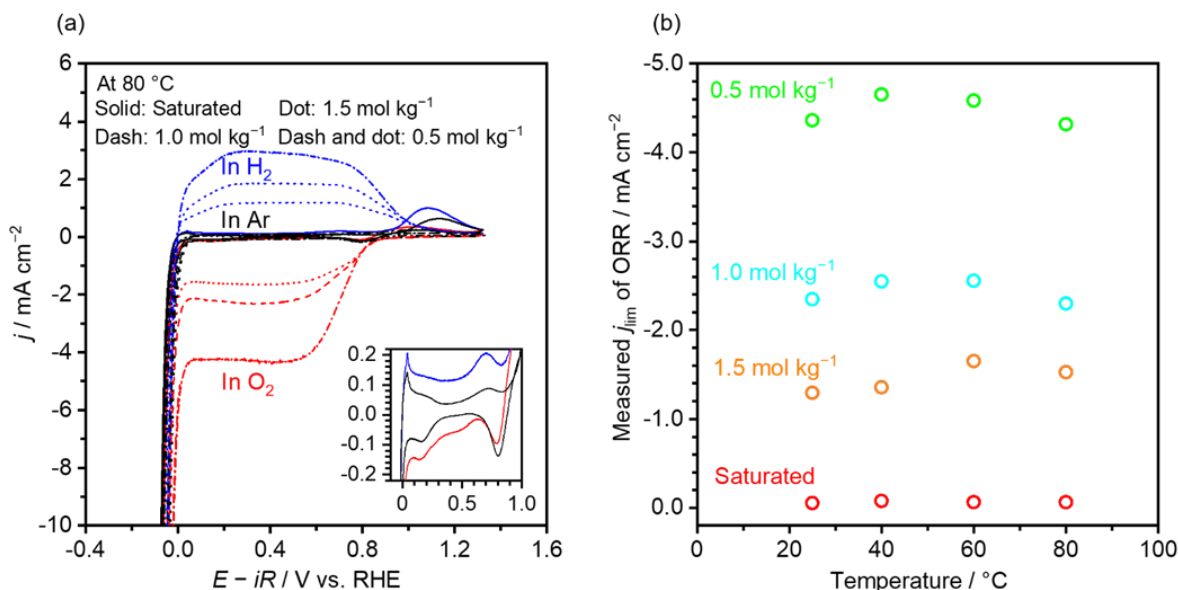 (a)
6
4
2
0
-2
-4
-6
-8
-10
j / mA cm−2
At 80 °C
Solid: Saturated Dot: 1.5 mol kg−1
Dash: 1.0 mol kg−1 Dash and dot: 0.5 mol kg−1
In H2
In Ar
In O2
0.2
0.1
0.0
-0.1
-0.2
0 0.5 1.0
-0.4 0.0 0.4 0.8 1.2 1.6
E − iR / V vs. RHE
(b)
-5.0
-4.0
-3.0
-2.0
-1.0
0.0
Measured jlim of ORR / mA cm−2
0.5 mol kg−1
1.0 mol kg−1
1.5 mol kg−1
Saturated
0 20 40 60 80 100
Temperature / °C